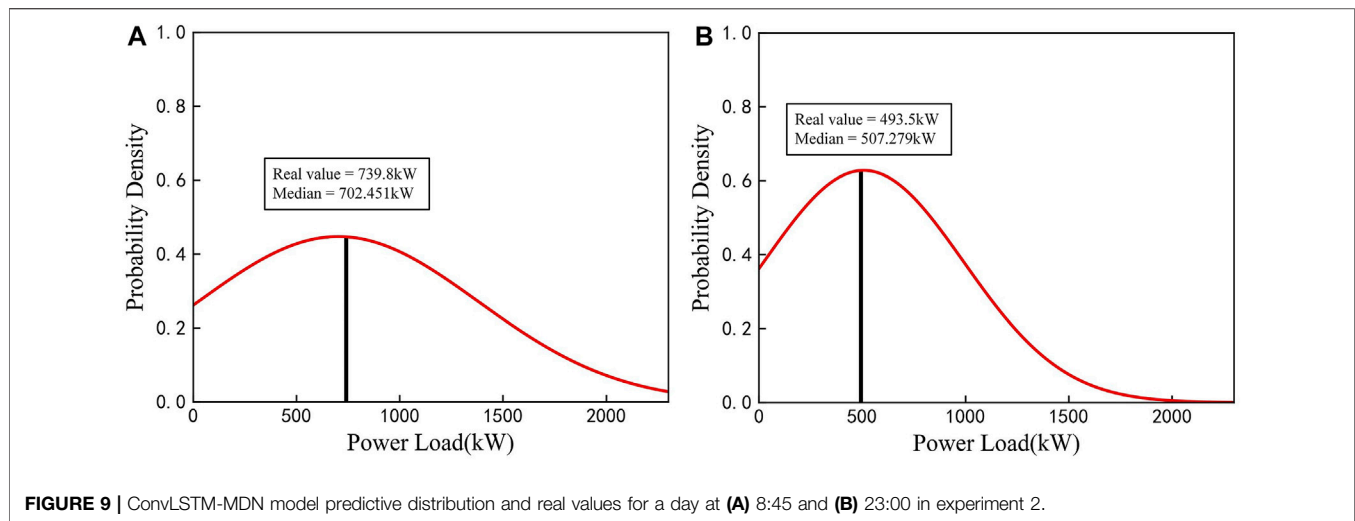 A
1.0
0.8
0.6
0.4
0.2
0.0
Probability Density
Real value = 739.8kW
Median = 702.451kW
0 500 1000 1500 2000
Power Load(kW)
B
1.0
0.8
0.6
0.4
0.2
0.0
Probability Density
Real value = 493.5kW
Median = 507.279kW
0 500 1000 1500 2000
Power Load(kW)
FIGURE 9 | ConvLSTM-MDN model predictive distribution and real values for a day at (A) 8:45 and (B) 23:00 in experiment 2.